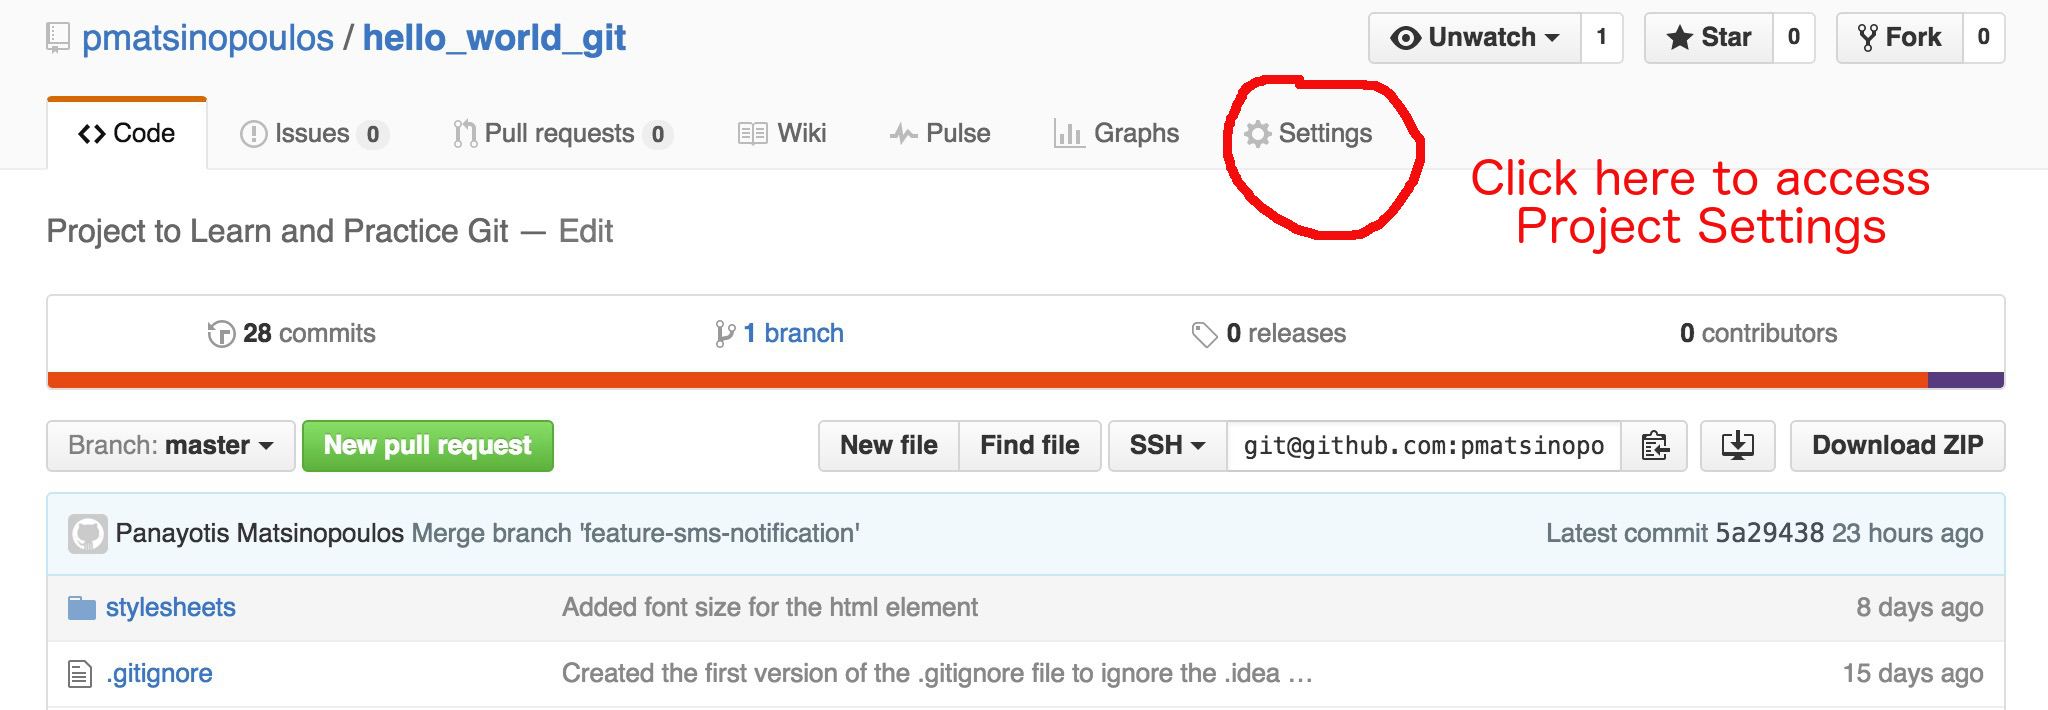 pmatsinopoulos / hello_world_git
Unwatch 1 Star 0 Fork 0
Code Issues 0 Pull requests 0 Wiki Pulse Graphs Settings
Click here to access
Project Settings
Project to Learn and Practice Git — Edit
28 commits 1 branch 0 releases 0 contributors
Branch: master New pull request New file Find file SSH git@github.com:pmatsinopo Download ZIP
Panayotis Matsinopoulos Merge branch 'feature-sms-notification' Latest commit 5a29438 23 hours ago
stylesheets Added font size for the html element 8 days ago
.gitignore Created the first version of the .gitignore file to ignore the .idea … 15 days ago